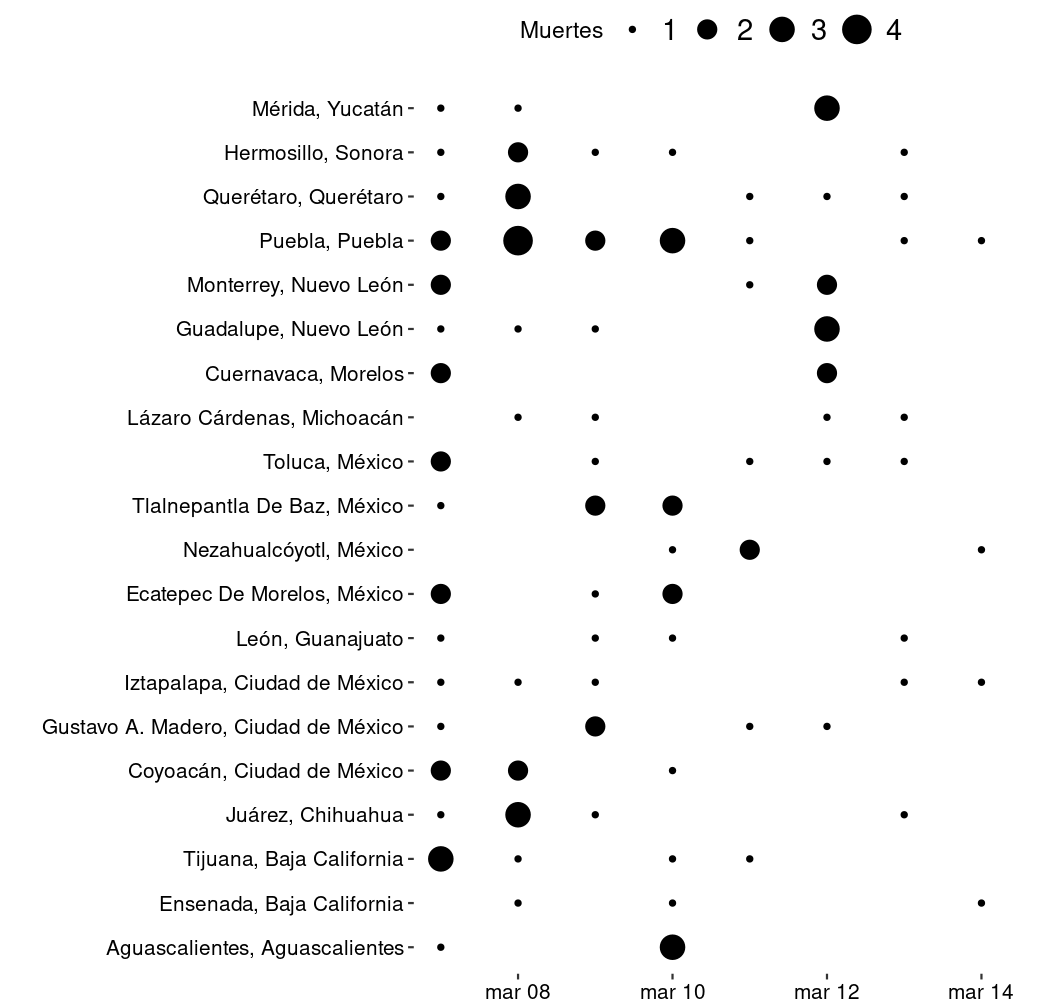 Muertes 1 2 3 4
Mérida, Yucatán
Hermosillo, Sonora
Querétaro, Querétaro
Puebla, Puebla
Monterrey, Nuevo León
Guadalupe, Nuevo León
Cuernavaca, Morelos
Lázaro Cárdenas, Michoacán
Toluca, México
Tlalnepantla De Baz, México
Nezahualcóyotl, México
Ecatepec De Morelos, México
León, Guanajuato
Iztapalapa, Ciudad de México
Gustavo A. Madero, Ciudad de México
Coyoacán, Ciudad de México
Juárez, Chihuahua
Tijuana, Baja California
Ensenada, Baja California
Aguascalientes, Aguascalientes
mar 08 mar 10 mar 12 mar 14